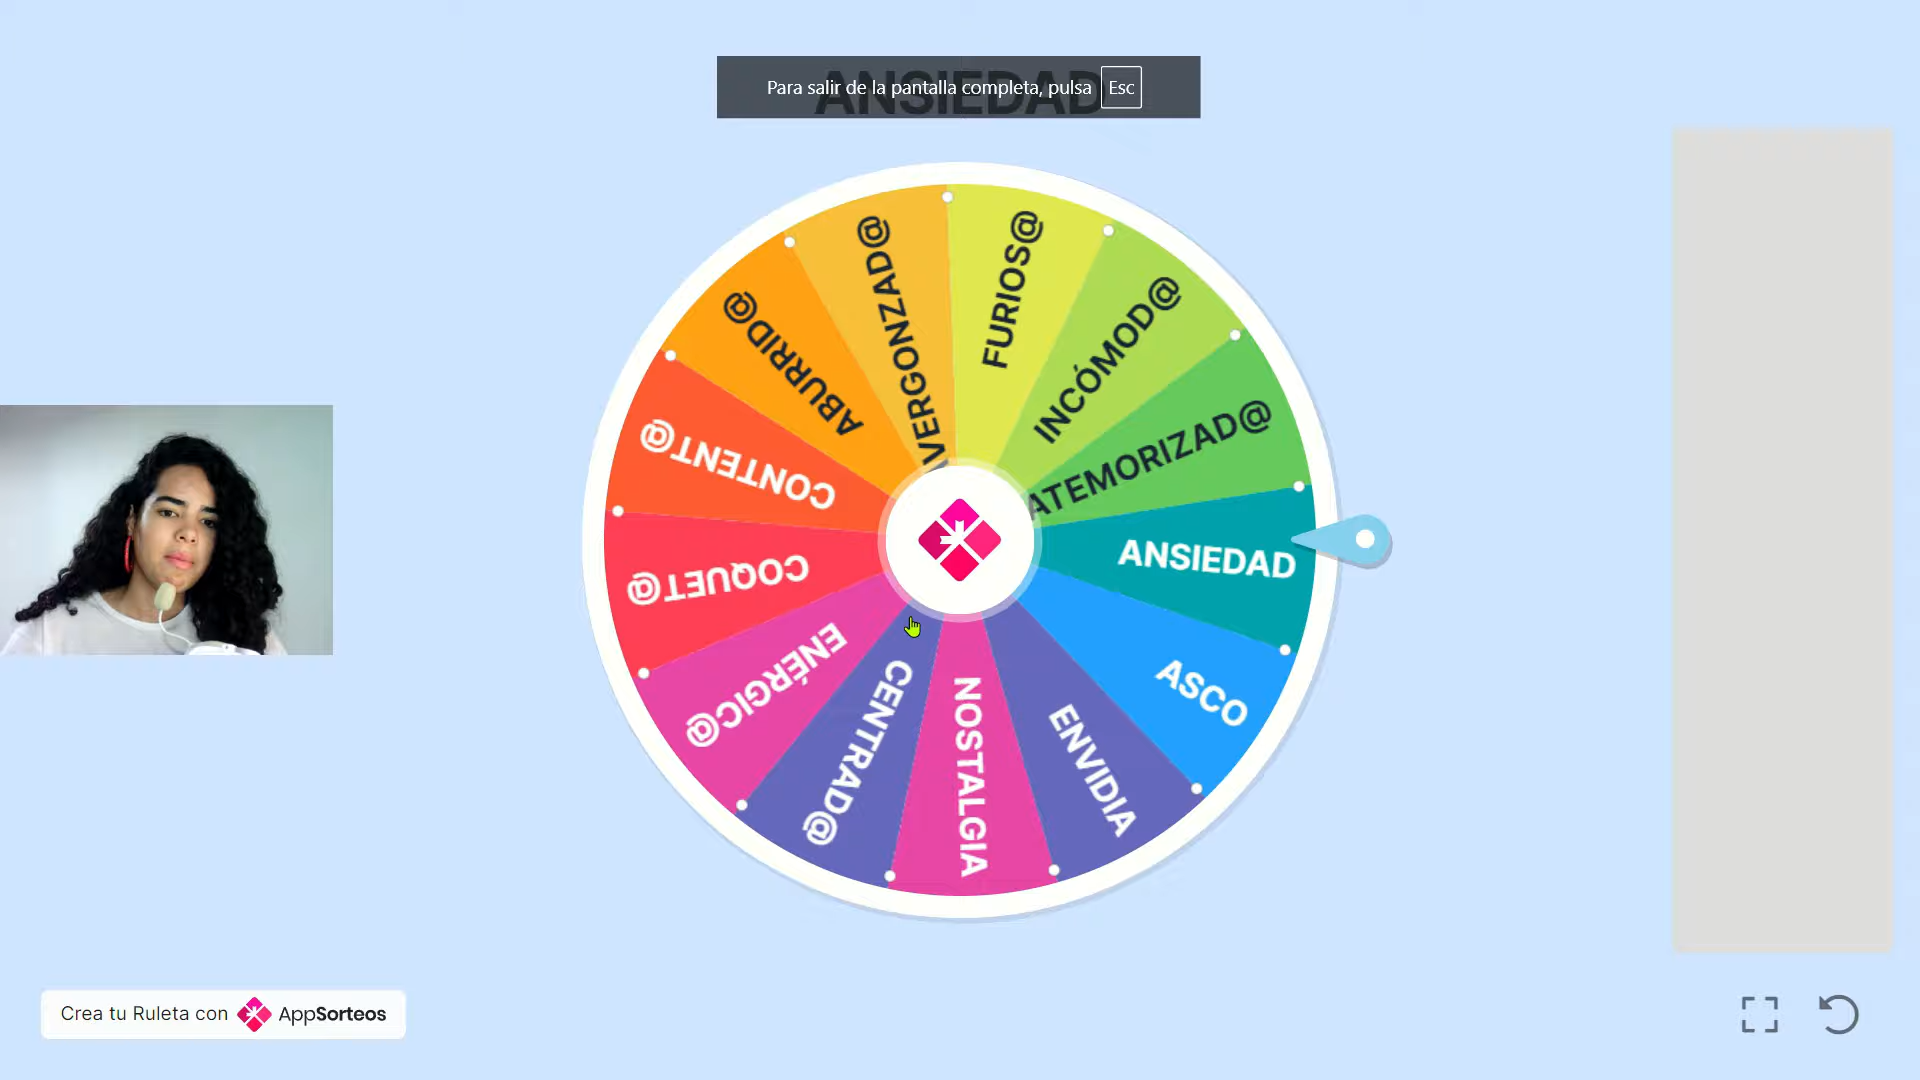 ANSIEDAD
Para salir de la pantalla completa, pulsa Esc
VERGONZAD@
FURIOS@
INCÓMOD@
ATEMORIZAD@
ANSIEDAD
ASCO
ENVIDIA
NOSTALGIA
CENTRAD@
ENÉRGIC@
COQUET@
CONTENT@
ABURRID@
Crea tu Ruleta con AppSorteos